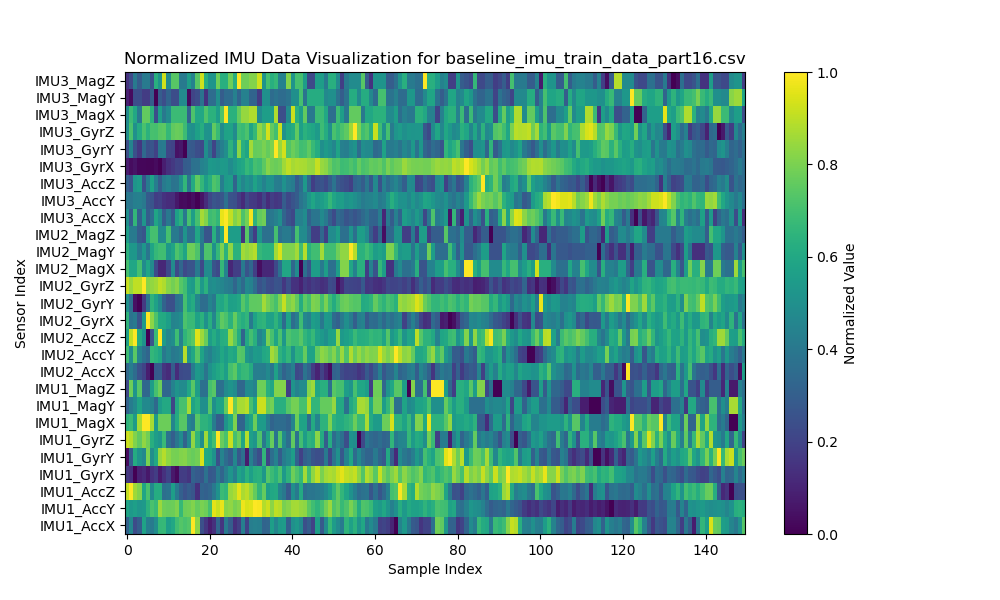 Normalized IMU Data Visualization for baseline_imu_train_data_part16.csv
IMU3_MagZ
IMU3_MagY
IMU3_MagX
IMU3_GyrZ
IMU3_GyrY
IMU3_GyrX
IMU3_AccZ
IMU3_AccY
IMU3_AccX
IMU2_MagZ
IMU2_MagY
IMU2_MagX
IMU2_GyrZ
IMU2_GyrY
IMU2_GyrX
IMU2_AccZ
IMU2_AccY
IMU2_AccX
IMU1_MagZ
IMU1_MagY
IMU1_MagX
IMU1_GyrZ
IMU1_GyrY
IMU1_GyrX
IMU1_AccZ
IMU1_AccY
IMU1_AccX
Sensor Index
0 20 40 60 80 100 120 140
Sample Index
1.0
0.8
0.6
0.4
0.2
0.0
Normalized Value